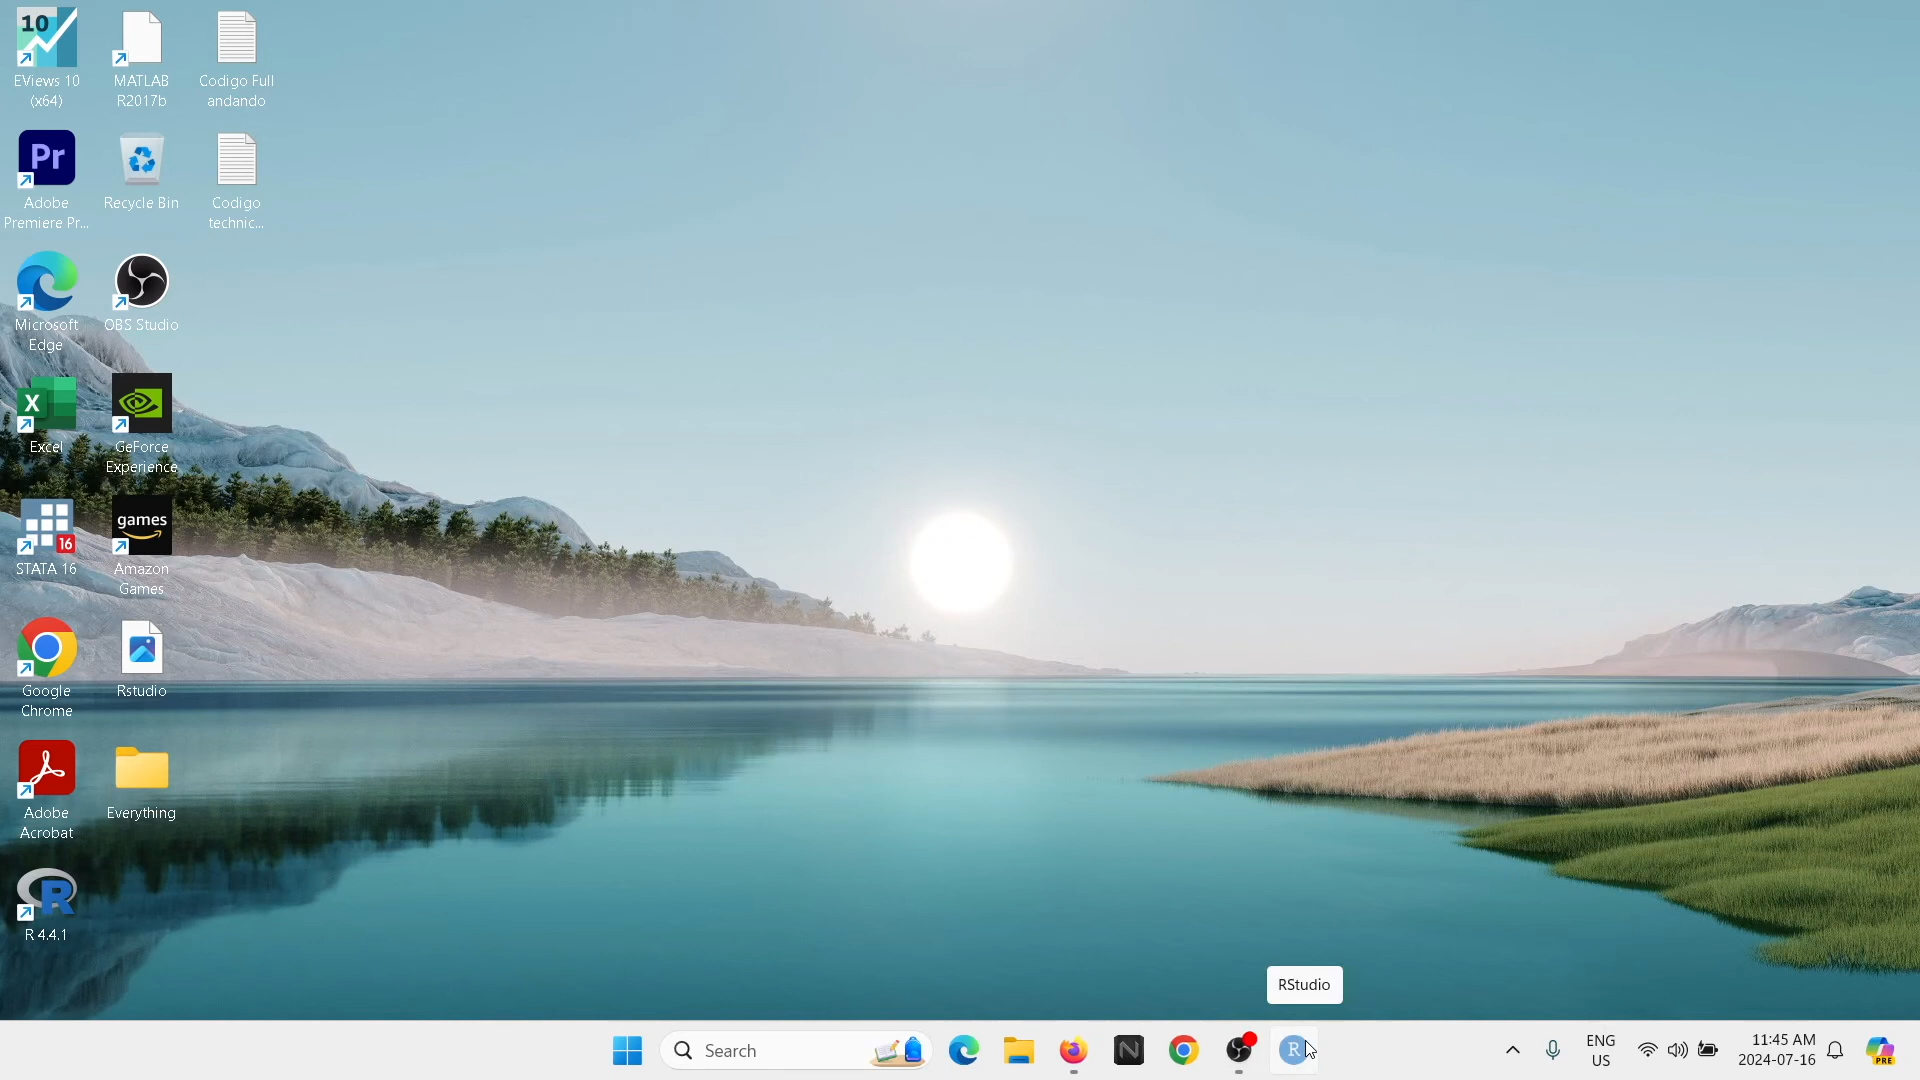 10
EViews 10
(x64)
MATLAB
R2017b
Codigo Full
andando
Pr
Adobe
Premiere Pr...
Recycle Bin
Codigo
technic...
Microsoft
Edge
OBS Studio
X
Excel
GeForce
Experience
16
STATA 16
games
Amazon
Games
Google
Chrome
Rstudio
Adobe
Acrobat
Everything
R
R 4.4.1
RStudio
Search
N
R
ENG
US
11:45 AM
2024-07-16
PRE